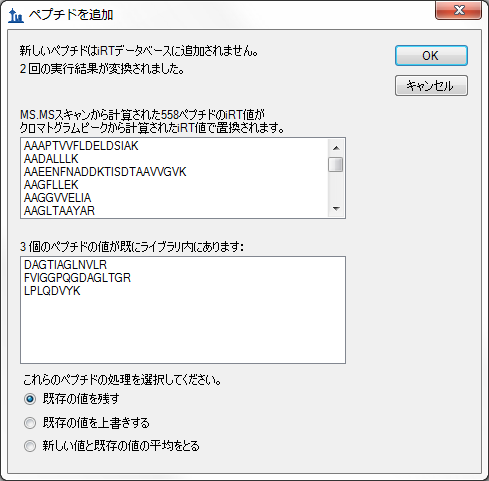 ペプチドを追加
新しいペプチドはiRTデータベースに追加されません。
2 回の実行結果が変換されました。
OK
キャンセル
MS.MSスキャンから計算された558ペプチドのiRT値が
クロマトグラムピークから計算されたiRT値で置換されます。
AAAPTVVFLDELDSIAK
AADALLLK
AAEENFNADDKTISDTAAVVGVK
AAGFLLEK
AAGGVVELIA
AAGLTAAYAR
3 個のペプチドの値が既にライブラリ内にあります:
DAGTIAGLNVLR
FVIGGPQGDAGLTGR
LPLQDVYK
これらのペプチドの処理を選択してください。
既存の値を残す
既存の値を上書きする
新しい値と既存の値の平均をとる